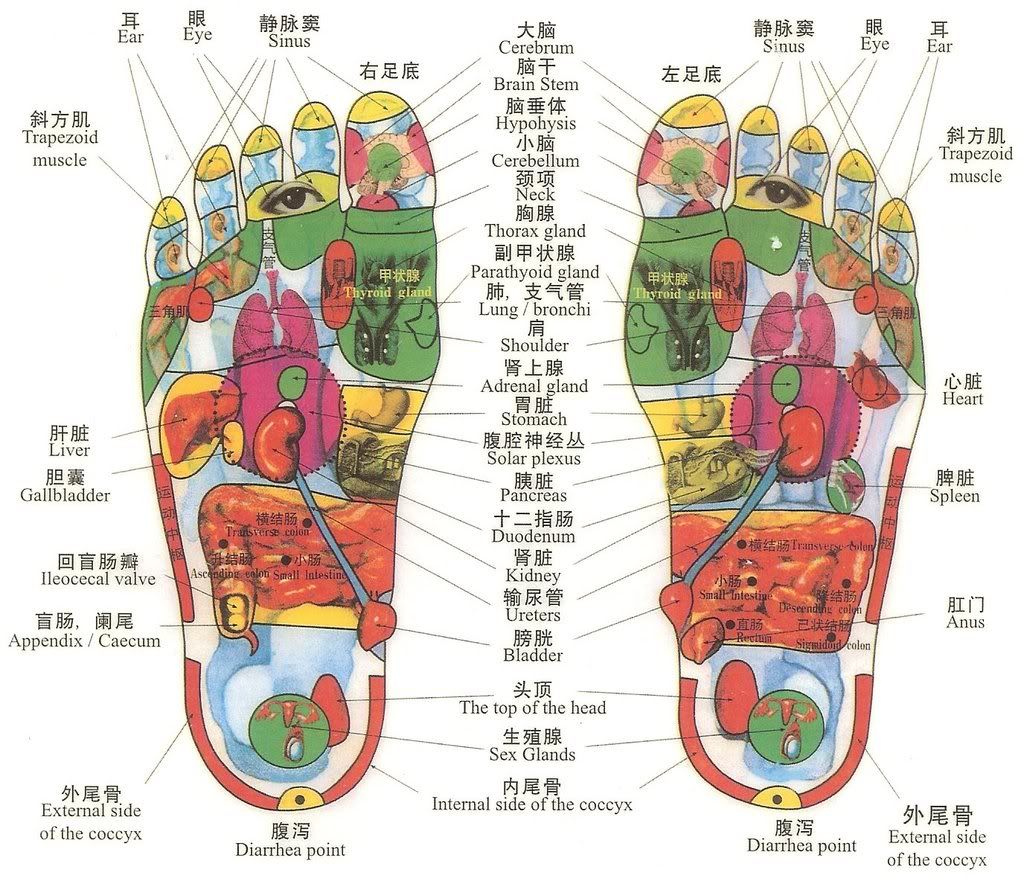 耳
Ear
眼
Eye
静脉窦
Sinus
右足底
斜方肌
Trapezoid
muscle
支气管
甲状腺
Thyroid gland
三角肌
肝脏
Liver
胆囊
Gallbladder
运动中枢
横结肠
Transverse colon
升结肠
Ascending colon
小肠
Small Intestine
回盲肠瓣
Ileocecal valve
盲肠，阑尾
Appendix / Caecum
外尾骨
External side
of the coccyx
腹泻
Diarrhea point
大脑
Cerebrum
脑干
Brain Stem
脑垂体
Hypohysis
小脑
Cerebellum
颈项
Neck
胸腺
Thorax gland
副甲状腺
Parathyoid gland
肺，支气管
Lung / bronchi
肩
Shoulder
肾上腺
Adrenal gland
胃脏
Stomach
腹腔神经丛
Solar plexus
胰脏
Pancreas
十二指肠
Duodenum
肾脏
Kidney
输尿管
Ureters
膀胱
Bladder
头顶
The top of the head
生殖腺
Sex Glands
内尾骨
Internal side of the coccyx
静脉窦
Sinus
眼
Eye
耳
Ear
左足底
斜方肌
Trapezoid
muscle
支气管
甲状腺
Thyroid gland
三角肌
心脏
Heart
脾脏
Spleen
运动中枢
横结肠 Transverse colon
小肠
Small Intestine
降结肠
Descending colon
直肠
Rectum
已状结肠
Sigmidoid colon
肛门
Anus
外尾骨
External side
of the coccyx
腹泻
Diarrhea point